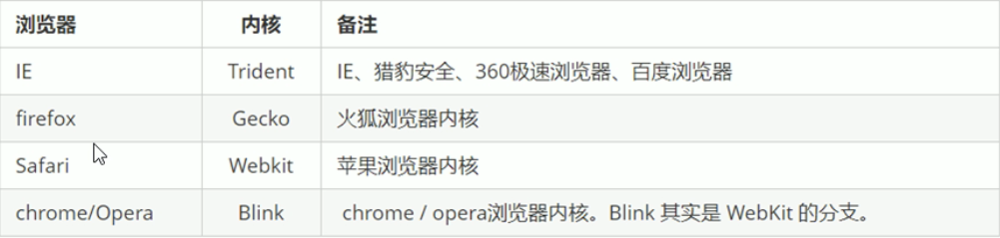 浏览器 内核 备注
IE Trident IE、猎豹安全、360极速浏览器、百度浏览器
firefox Gecko 火狐浏览器内核
Safari Webkit 苹果浏览器内核
chrome/Opera Blink chrome / opera浏览器内核。Blink 其实是 WebKit 的分支。